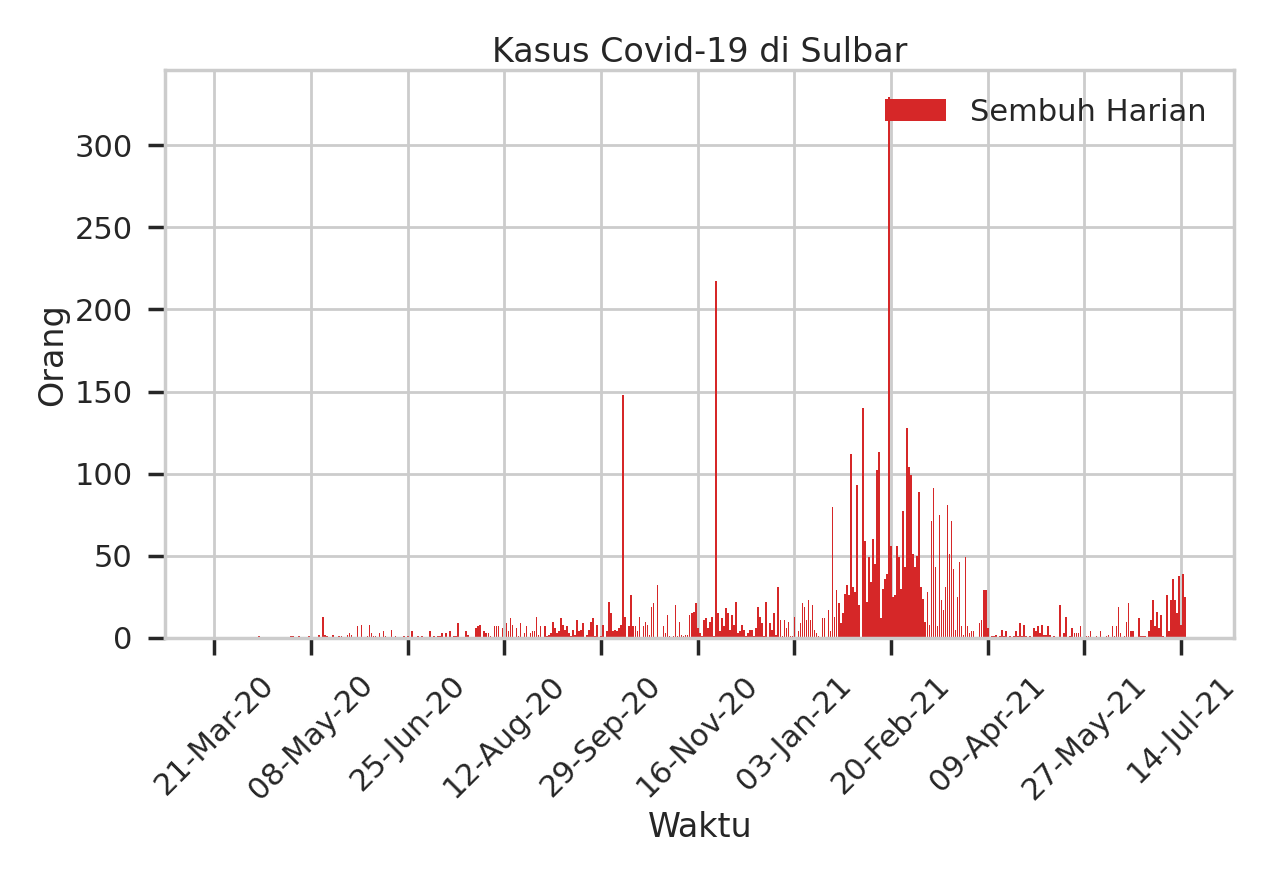 Kasus Covid-19 di Sulbar
Sembuh Harian
Orang
300
250
200
150
100
50
0
21-Mar-20
08-May-20
25-Jun-20
12-Aug-20
29-Sep-20
16-Nov-20
03-Jan-21
20-Feb-21
09-Apr-21
27-May-21
14-Jul-21
Waktu